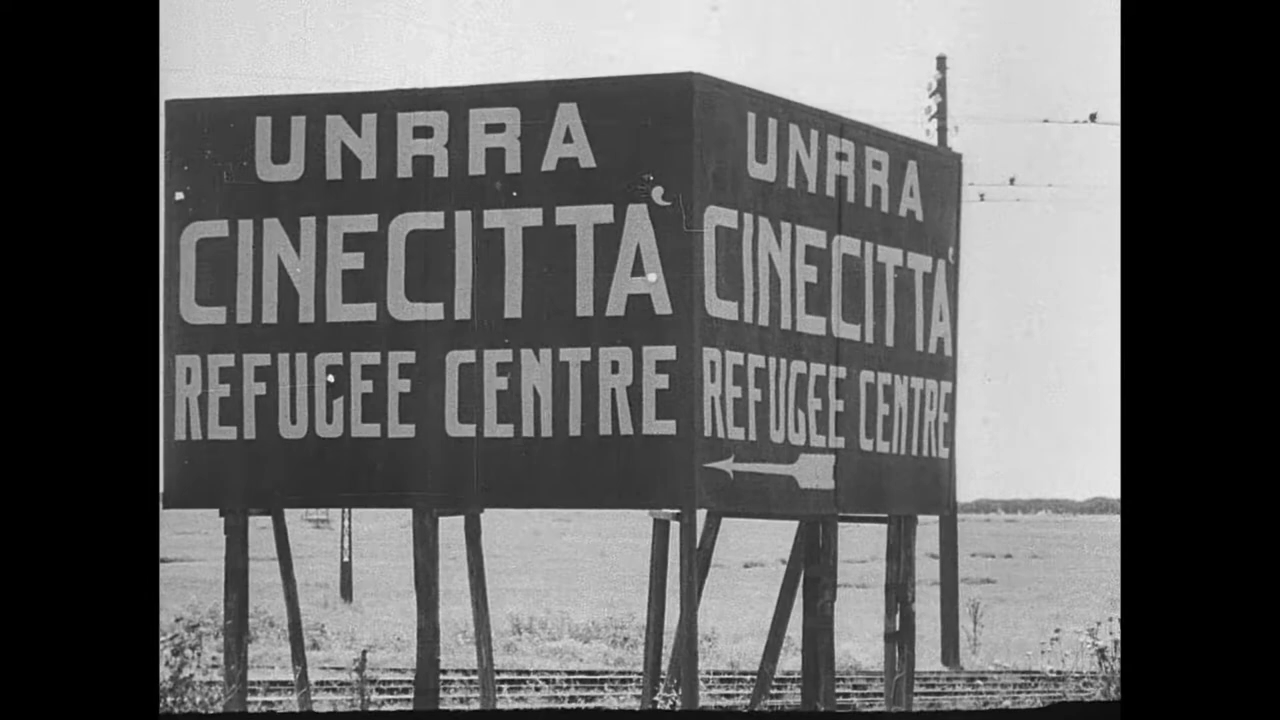 UNRRA
CINECITTÀ
REFUGEE CENTRE
UNRRA
CINECITTÀ
REFUGEE CENTRE